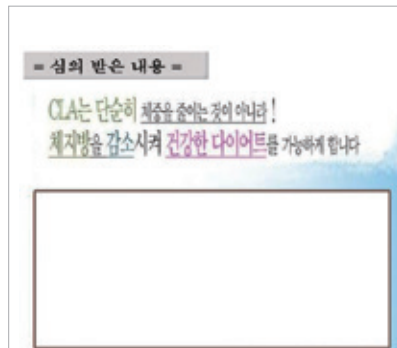 = 심의 받은 내용 =
CLA는 단순히 체중을 줄이는 것이 아니라 !
체지방을 감소시켜 건강한 다이어트를 가능하게 합니다